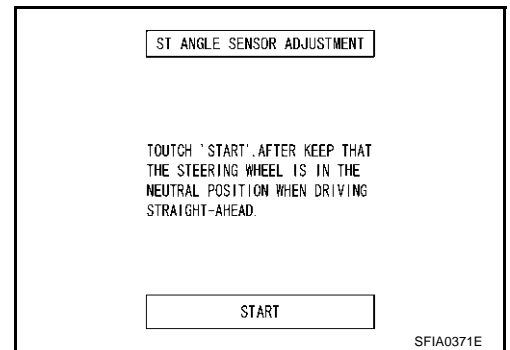 ST ANGLE SENSOR ADJUSTMENT
TOUTCH `START'.AFTER KEEP THAT
THE STEERING WHEEL IS IN THE
NEUTRAL POSITION WHEN DRIVING
STRAIGHT-AHEAD.
START
SFIA0371E